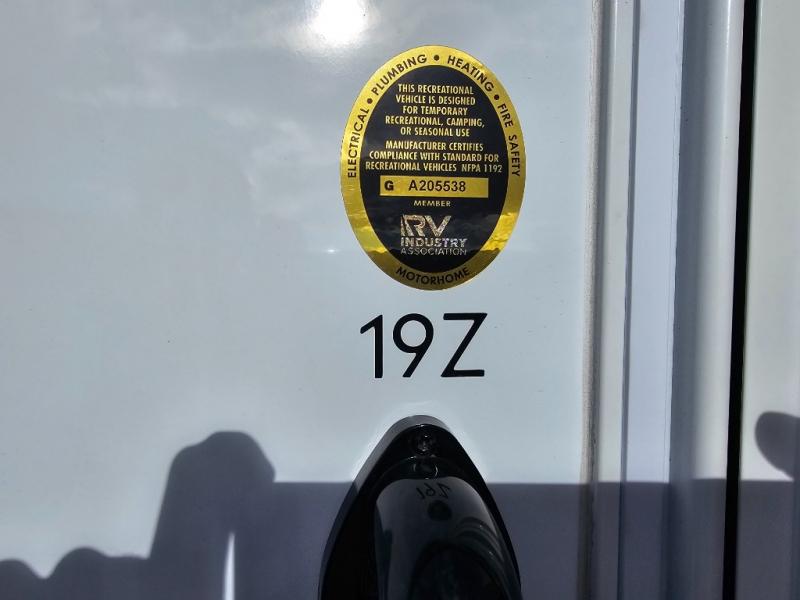 ELECTRICAL • PLUMBING • HEATING • FIRE SAFETY
THIS RECREATIONAL
VEHICLE IS DESIGNED
FOR TEMPORARY
RECREATIONAL, CAMPING,
OR SEASONAL USE
MANUFACTURER CERTIFIES
COMPLIANCE WITH STANDARD FOR
RECREATIONAL VEHICLES NFPA 1192
G A205538
MEMBER
RV
INDUSTRY
ASSOCIATION
MOTORHOME
19Z